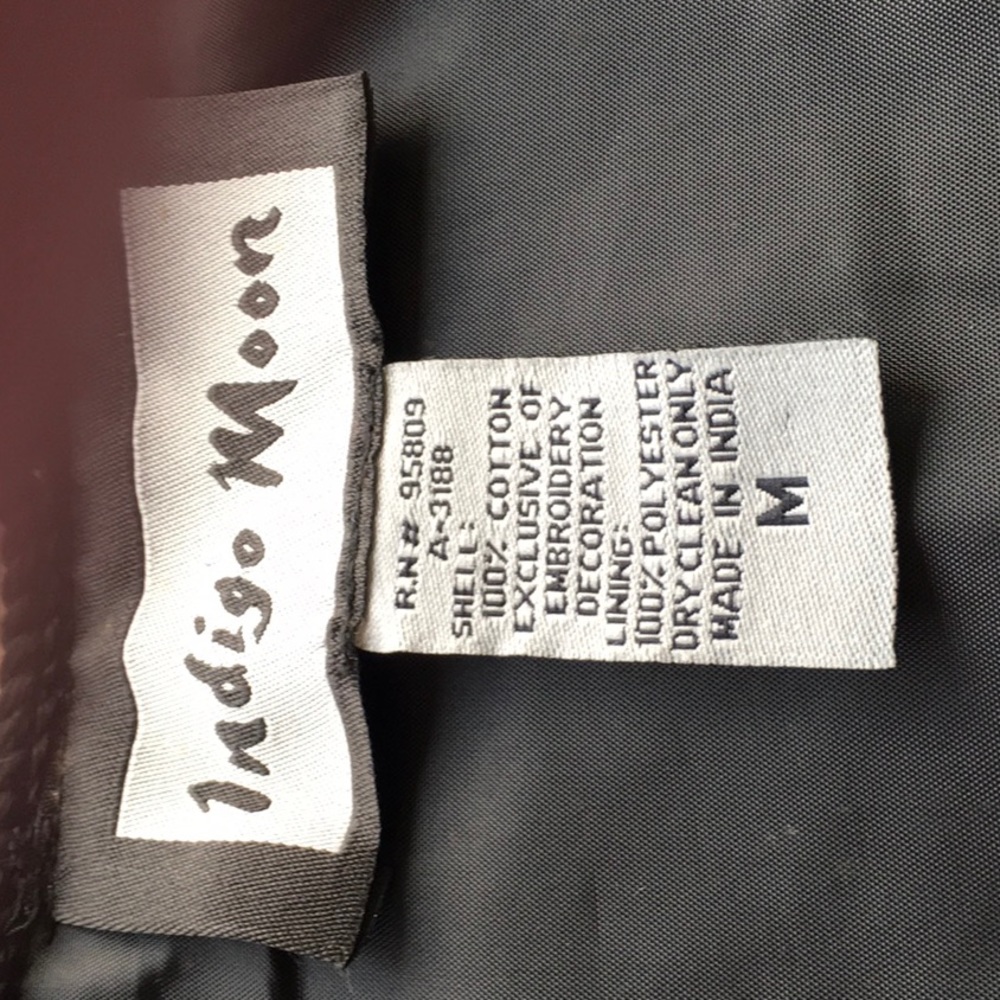 Indigo Moon
R.N # 95809
A-3188
SHELL:
100% COTTON
EXCLUSIVE OF
EMBROIDERY
DECORATION
LINING:
100% POLYESTER
DRY CLEAN ONLY
MADE IN INDIA
M